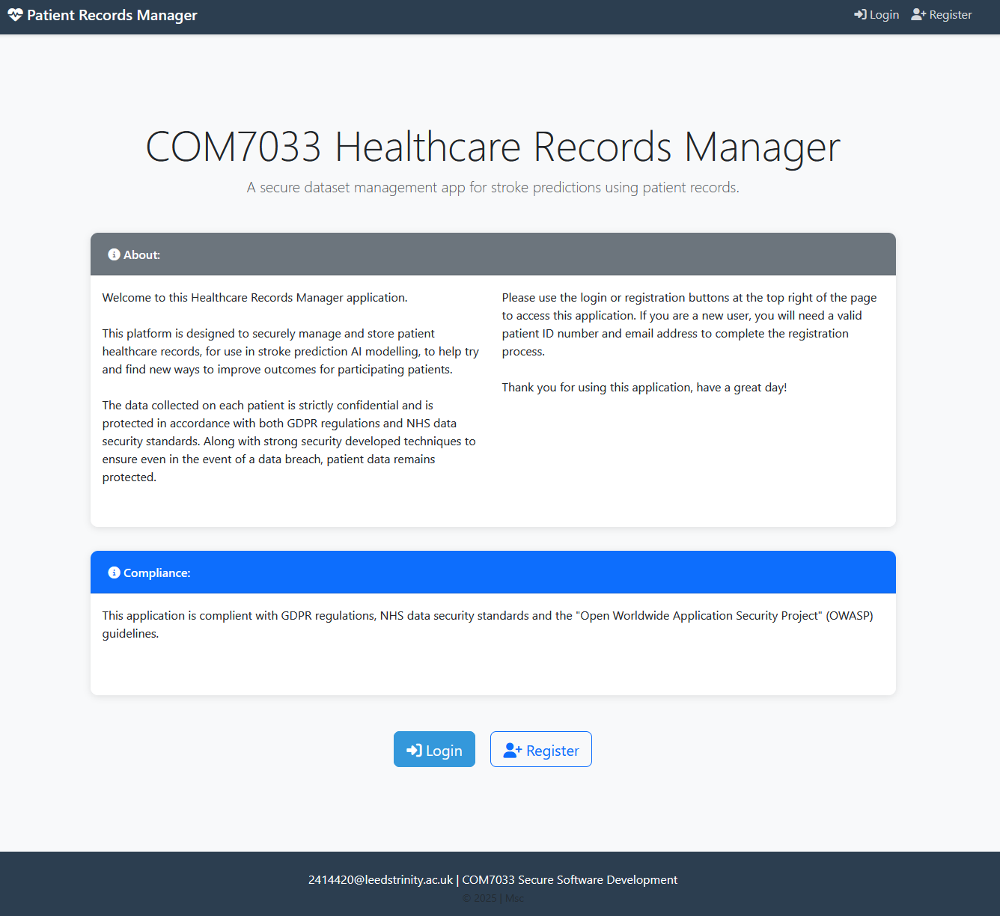 Patient Records Manager
Login
Register
COM7033 Healthcare Records Manager
A secure dataset management app for stroke predictions using patient records.
About:
Welcome to this Healthcare Records Manager application.
This platform is designed to securely manage and store patient
healthcare records, for use in stroke prediction AI modelling, to help try
and find new ways to improve outcomes for participating patients.
The data collected on each patient is strictly confidential and is
protected in accordance with both GDPR regulations and NHS data
security standards. Along with strong security developed techniques to
ensure even in the event of a data breach, patient data remains
protected.
Please use the login or registration buttons at the top right of the page
to access this application. If you are a new user, you will need a valid
patient ID number and email address to complete the registration
process.
Thank you for using this application, have a great day!
Compliance:
This application is complient with GDPR regulations, NHS data security standards and the "Open Worldwide Application Security Project" (OWASP)
guidelines.
Login
Register
2414420@leedstrinity.ac.uk | COM7033 Secure Software Development
© 2025 | Msc